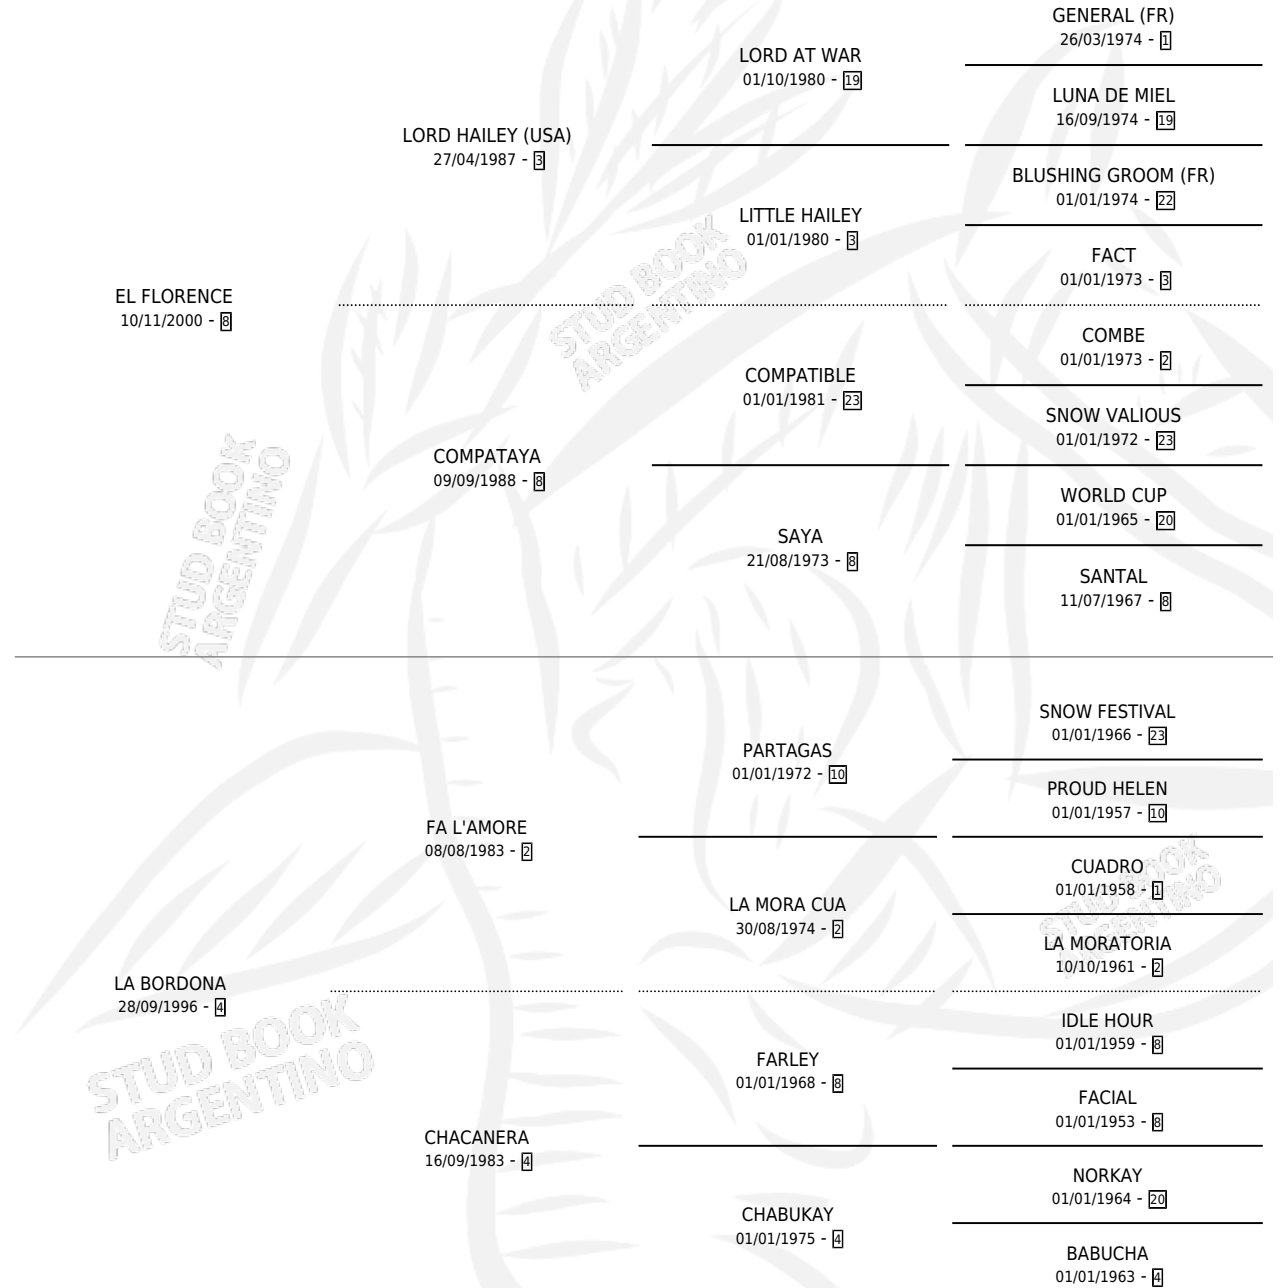 GENERAL (FR)
26/03/1974 - 1
LORD AT WAR
01/10/1980 - 19
LUNA DE MIEL
16/09/1974 - 19
LORD HAILEY (USA)
27/04/1987 - 3
BLUSHING GROOM (FR)
01/01/1974 - 22
LITTLE HAILEY
01/01/1980 - 3
FACT
01/01/1973 - 3
EL FLORENCE
10/11/2000 - 8
COMBE
01/01/1973 - 2
COMPATIBLE
01/01/1981 - 23
SNOW VALIOUS
01/01/1972 - 23
COMPATAYA
09/09/1988 - 8
WORLD CUP
01/01/1965 - 20
SAYA
21/08/1973 - 8
SANTAL
11/07/1967 - 8
STUD BOOK
ARGENTINO
STUD BOOK
ARGENTINO
SNOW FESTIVAL
01/01/1966 - 23
PARTAGAS
01/01/1972 - 10
PROUD HELEN
01/01/1957 - 10
FA L'AMORE
08/08/1983 - 2
CUADRO
01/01/1958 - 1
LA MORA CUA
30/08/1974 - 2
LA MORATORIA
10/10/1961 - 2
STUD BOOK
ARGENTINO
LA BORDONA
28/09/1996 - 4
IDLE HOUR
01/01/1959 - 8
FARLEY
01/01/1968 - 8
FACIAL
01/01/1953 - 8
STUD BOOK
ARGENTINO
CHACANERA
16/09/1983 - 4
NORKAY
01/01/1964 - 20
CHABUKAY
01/01/1975 - 4
BABUCHA
01/01/1963 - 4